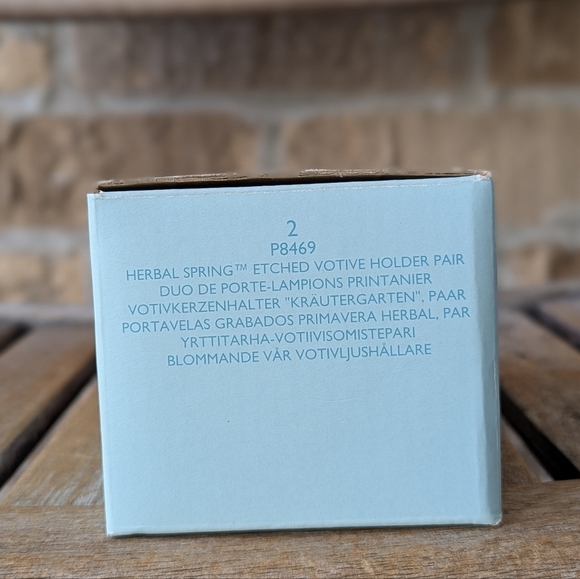 2
P8469
HERBAL SPRING™ ETCHED VOTIVE HOLDER PAIR
DUO DE PORTE-LAMPIONS PRINTANIER
VOTIVKERZENHALTER "KRÄUTERGARTEN", PAAR
PORTAVELAS GRABADOS PRIMAVERA HERBAL, PAR
YRTTITARHA-VOTIIVISOMISTEPARI
BLOMMANDE VÅR VOTIVLJUSHÅLLARE